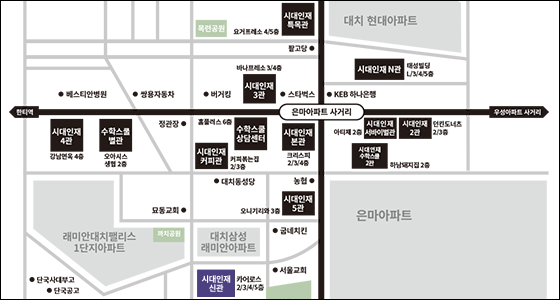 목련공원
요거프레소 4/5층
시대인재
특목관
대치 현대아파트
팔고당
바나프레소 3/4층
시대인재 N관
태성빌딩
L/3/4/5층
베스티안병원
쌍용자동차
버거킹
시대인재
3관
스타벅스
KEB 하나은행
한티역
은마아파트 사거리
우성아파트 사거리
시대인재
4관
강남면옥 4층
수학스쿨
별관
오아시스
생협 2층
정관장
홈플러스 6층
시대인재
커피관
수학스쿨
상담센터
커피볶는집
2/3층
시대인재
본관
크리스피
2/3/4층
아티제 2층
시대인재
서바이벌관
시대인재
2관
던킨도너츠
2/3층
시대인재
수학스쿨
2관
하남돼지집 2층
대치동성당
농협
묘동교회
오니기리와 3층
시대인재
5관
은마아파트
래미안대치팰리스
1단지아파트
까치공원
대치삼성
래미안아파트
굽네치킨
단국사대부고
단국공고
시대인재
신관
카어로스
2/3/4/5층
서울교회